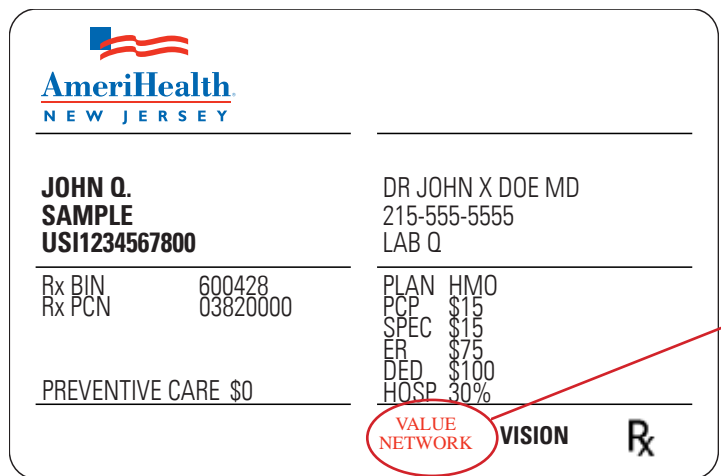 AmeriHealth.
NEW JERSEY
JOHN Q.
SAMPLE
USI1234567800
DR JOHN X DOE MD
215-555-5555
LAB Q
Rx BIN 600428
Rx PCN 03820000
PREVENTIVE CARE $0
PLAN HMO
PCP $15
SPEC $15
ER $75
DED $100
HOSP 30%
VALUE
NETWORK
VISION
Rx